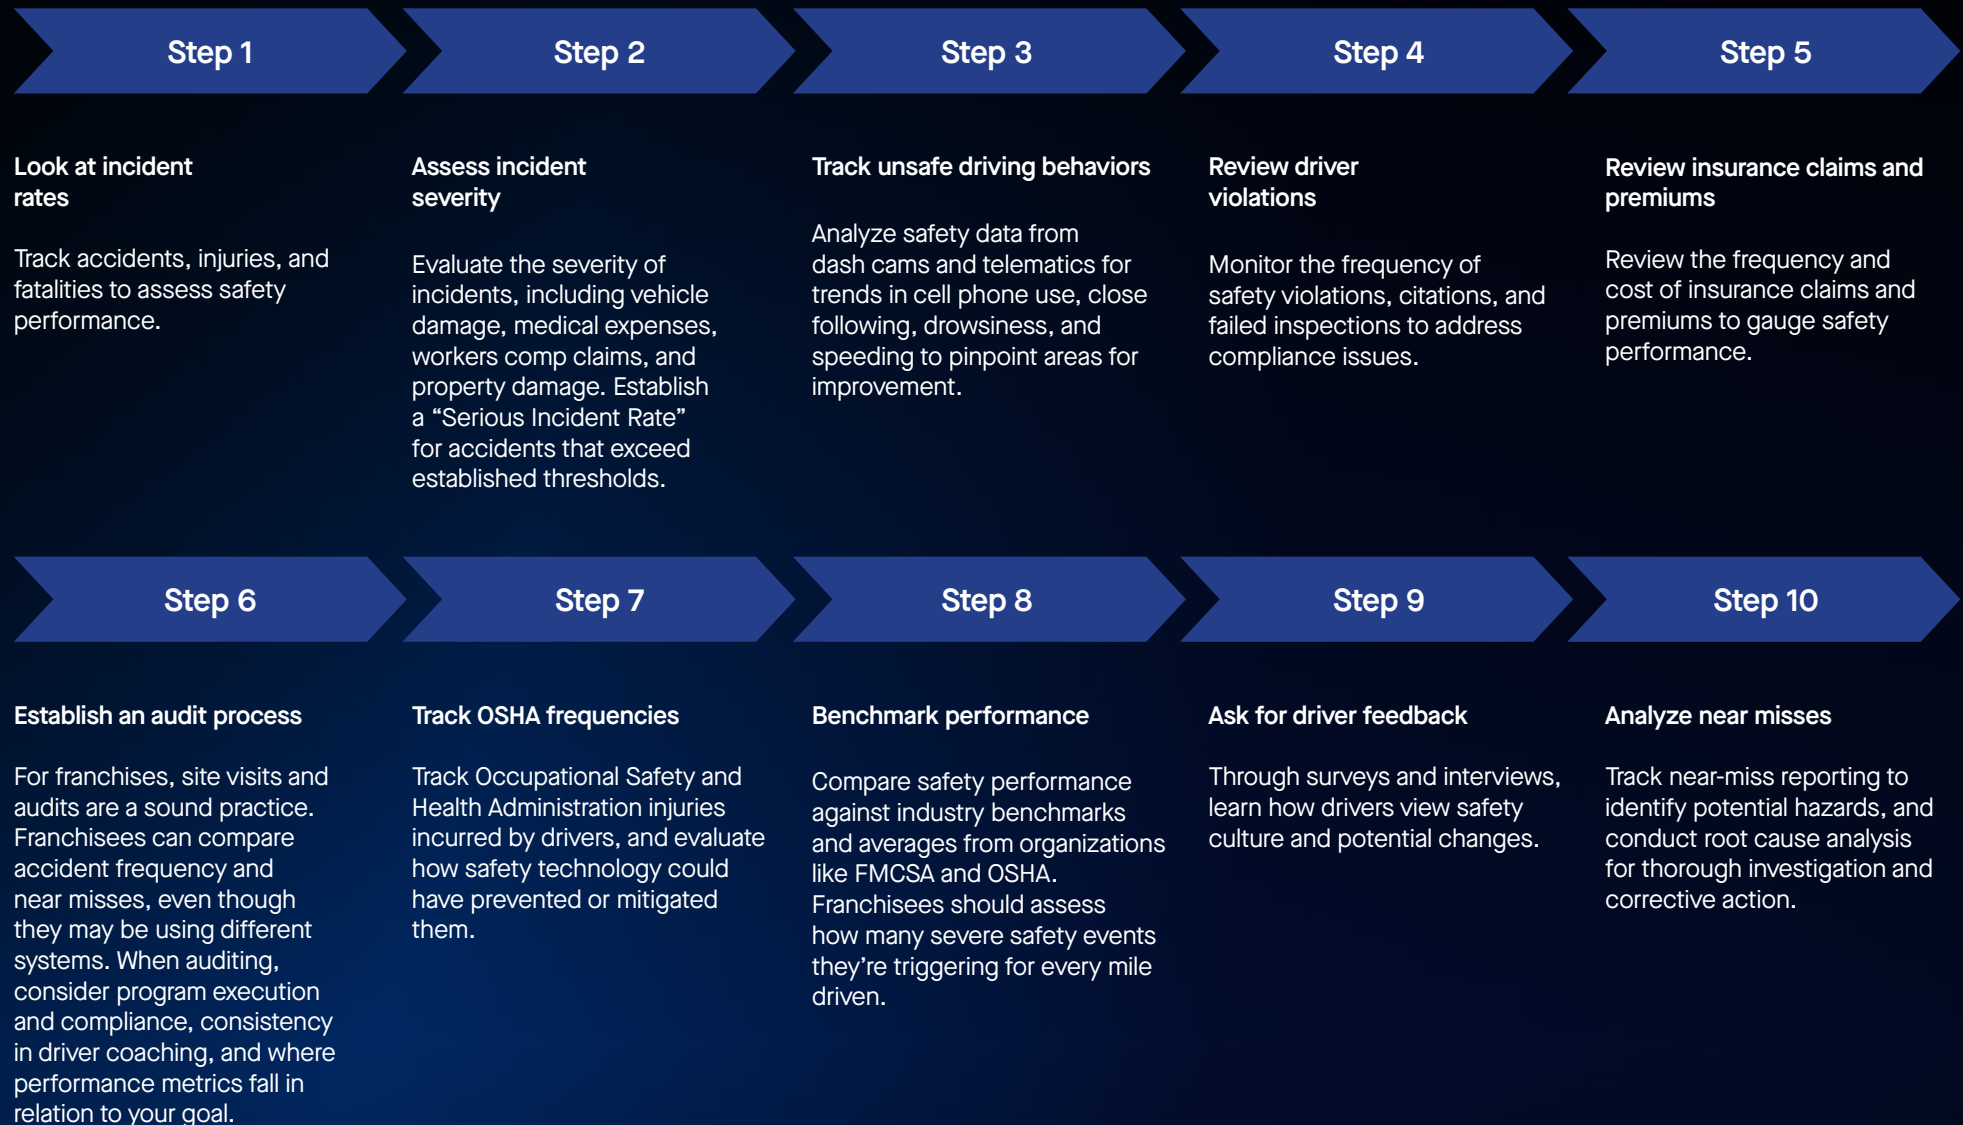 Step 1
Look at incident
rates
Track accidents, injuries, and
fatalities to assess safety
performance.
Step 2
Assess incident
severity
Evaluate the severity of
incidents, including vehicle
damage, medical expenses,
workers comp claims, and
property damage. Establish
a “Serious Incident Rate”
for accidents that exceed
established thresholds.
Step 3
Track unsafe driving behaviors
Analyze safety data from
dash cams and telematics for
trends in cell phone use, close
following, drowsiness, and
speeding to pinpoint areas for
improvement.
Step 4
Review driver
violations
Monitor the frequency of
safety violations, citations, and
failed inspections to address
compliance issues.
Step 5
Review insurance claims and
premiums
Review the frequency and
cost of insurance claims and
premiums to gauge safety
performance.
Step 6
Establish an audit process
For franchises, site visits and
audits are a sound practice.
Franchisees can compare
accident frequency and
near misses, even though
they may be using different
systems. When auditing,
consider program execution
and compliance, consistency
in driver coaching, and where
performance metrics fall in
relation to your goal.
Step 7
Track OSHA frequencies
Track Occupational Safety and
Health Administration injuries
incurred by drivers, and evaluate
how safety technology could
have prevented or mitigated
them.
Step 8
Benchmark performance
Compare safety performance
against industry benchmarks
and averages from organizations
like FMCSA and OSHA.
Franchisees should assess
how many severe safety events
they’re triggering for every mile
driven.
Step 9
Ask for driver feedback
Through surveys and interviews,
learn how drivers view safety
culture and potential changes.
Step 10
Analyze near misses
Track near-miss reporting to
identify potential hazards, and
conduct root cause analysis
for thorough investigation and
corrective action.